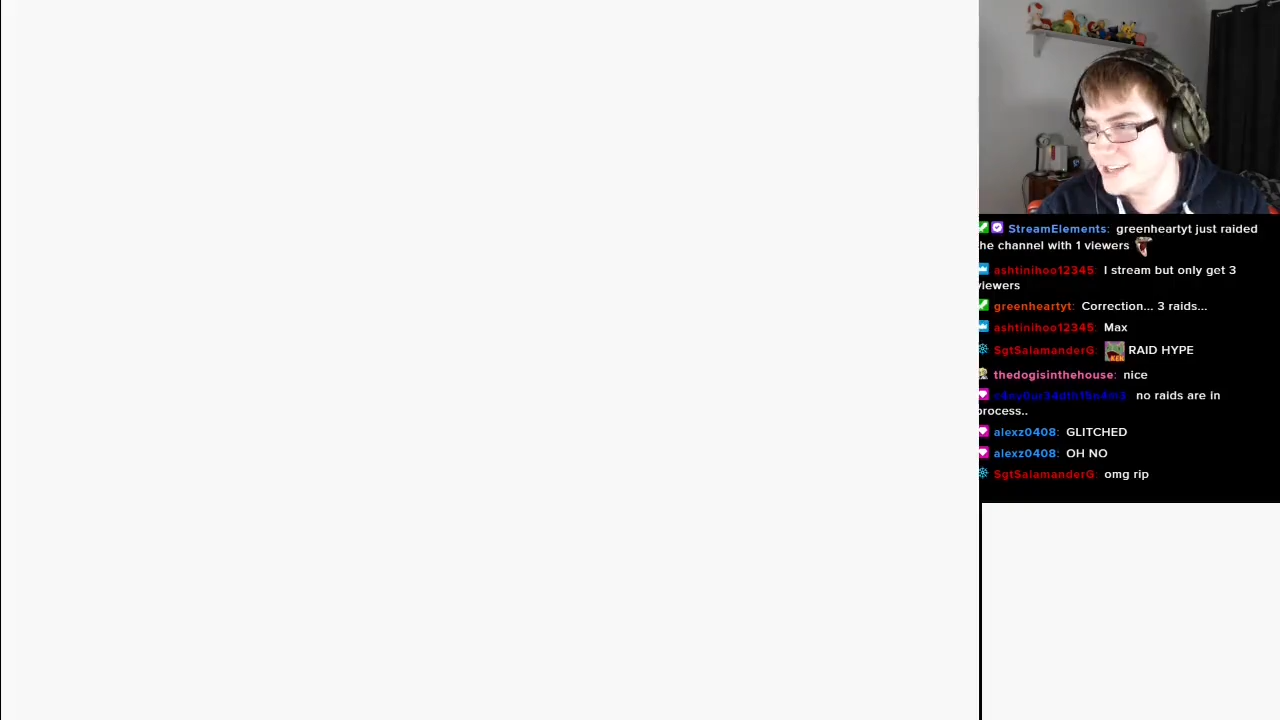 StreamElements: greenheartyt just raided
he channel with 1 viewers
ashtinihoo12345: I stream but only get 3
viewers
greenheartyt: Correction... 3 raids...
ashtinihoo12345: Max
SgtSalamanderG: RAID HYPE
thedogisinthehouse: nice
no raids are in
process..
alexz0408: GLITCHED
alexz0408: OH NO
SgtSalamanderG: omg rip